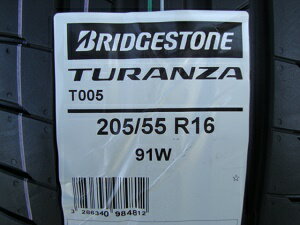 BRIDGESTONE
TURANZA
T005
205/55 R16
91W
3 286340 984812